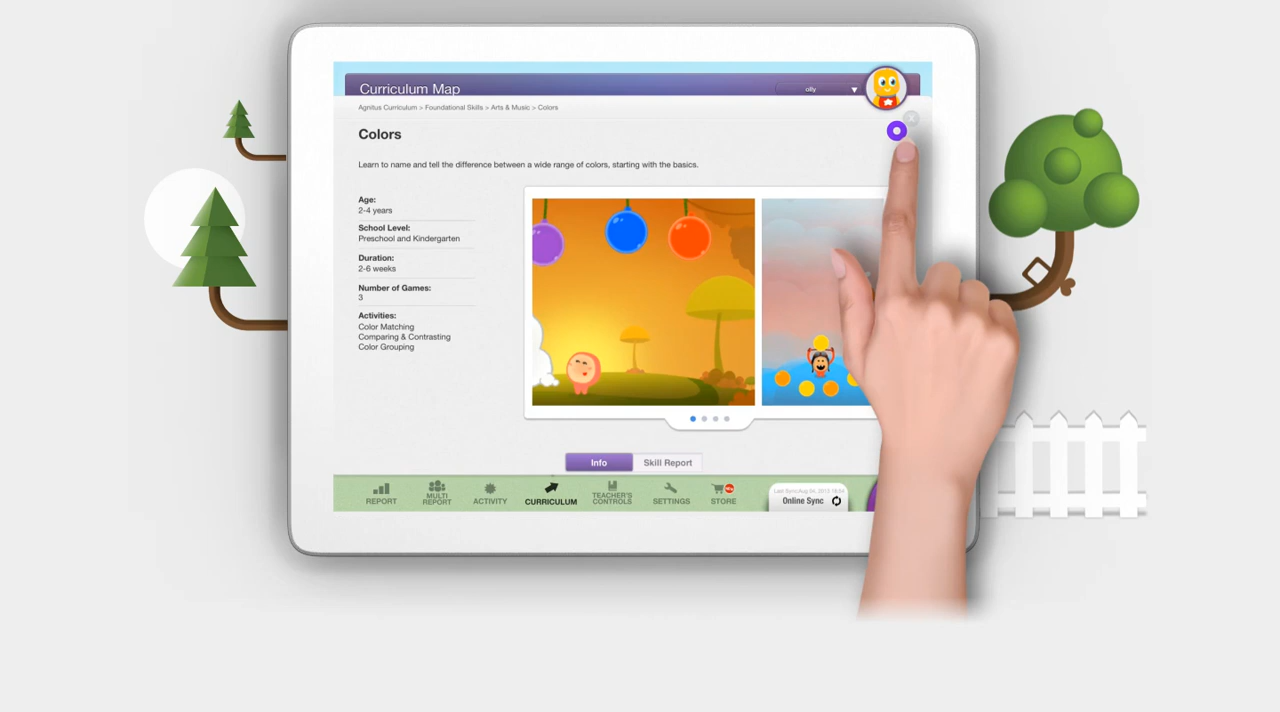 Curriculum Map
olly
Agnitus Curriculum > Foundational Skills > Arts & Music > Colors
Colors
Learn to name and tell the difference between a wide range of colors, starting with the basics.
Age:
2-4 years
School Level:
Preschool and Kindergarten
Duration:
2-6 weeks
Number of Games:
3
Activities:
Color Matching
Comparing & Contrasting
Color Grouping
Info
Skill Report
REPORT
MULTI
REPORT
ACTIVITY
CURRICULUM
TEACHER'S
CONTROLS
SETTINGS
STORE
Online Sync